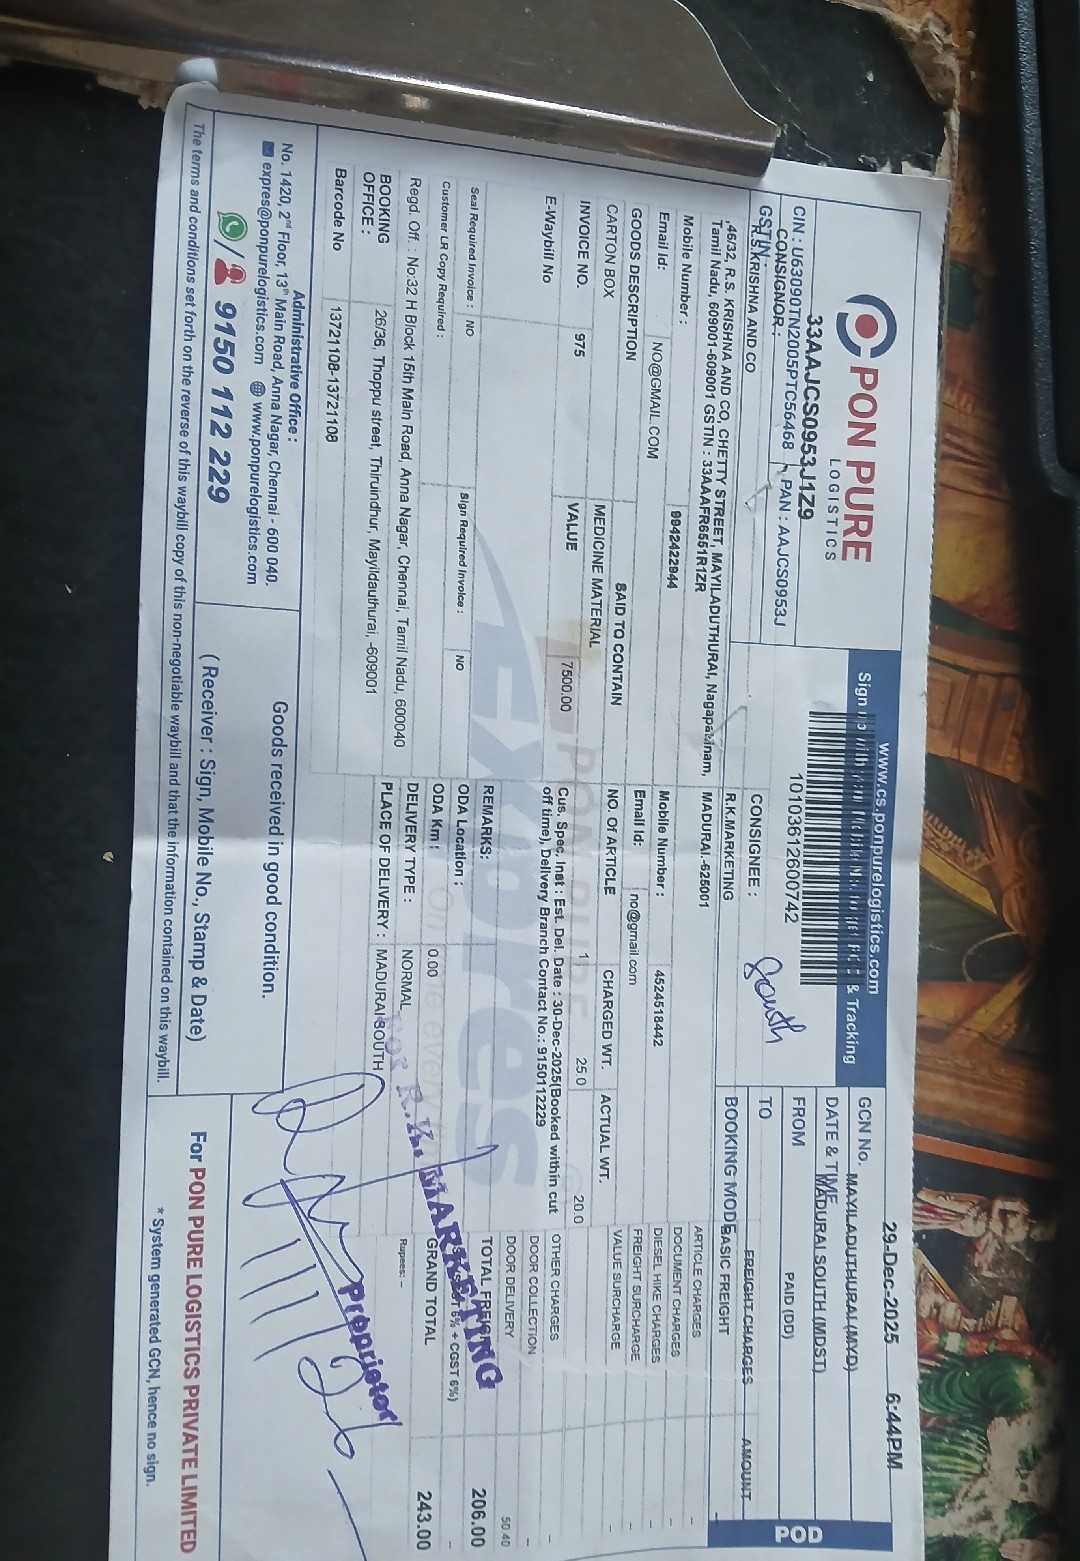 PON PURE
LOGISTICS
CIN : U63090TN2005PTC56468
PAN : AAJCS0953J
33AAJCS0953J1Z9
GSTIN :
www.cs.ponpurelogistics.com
& Tracking
10103612600742
GCN No.
29-Dec-2025 6:44PM
DATE & TIME
MAYILADUTHURAI (MYD)
FROM
MADURAI SOUTH (MDST)
TO
PAID (DD)
BOOKING MODE
POD
CONSIGNOR :
R.S.KRISHNA AND CO
,46/32, R.S. KRISHNA AND CO, CHETTY STREET, MAYILADUTHURAI, Nagapatinam,
Tamil Nadu, 609001-609001 GSTIN : 33AAAFR6551R1ZR
Mobile Number : 9942422944
Email Id: NO@GMAIL.COM
CONSIGNEE : South
R.K.MARKETING
MADURAI.-625001
Mobile Number : 4524518442
Email Id: no@gmail.com
GOODS DESCRIPTION SAID TO CONTAIN NO. Of ARTICLE CHARGED WT. ACTUAL WT.
CARTON BOX MEDICINE MATERIAL 1 25.0 20.0
INVOICE NO. 975 VALUE 7500.00
E-Waybill No
Cus. Spec. Inst : Est. Del. Date : 30-Dec-2025(Booked within cut
off time), Delivery Branch Contact No.: 9150112229
Seal Required Invoice : NO Sign Required Invoice : NO
REMARKS:
Customer LR Copy Required :
ODA Location :
ODA Km : 0.00
Regd. Off. : No:32 H Block 15th Main Road, Anna Nagar, Chennai, Tamil Nadu, 600040
DELIVERY TYPE : NORMAL
BOOKING
OFFICE : 26/36, Thoppu street, Thiruindhur, Mayildauthurai, -609001
PLACE OF DELIVERY : MADURAI SOUTH
Barcode No 13721108-13721108
FREIGHT CHARGES AMOUNT
BASIC FREIGHT
ARTICLE CHARGES -
DOCUMENT CHARGES -
DIESEL HIKE CHARGES -
FREIGHT SURCHARGE -
VALUE SURCHARGE -
OTHER CHARGES -
DOOR COLLECTION -
DOOR DELIVERY 50.40
TOTAL FREIGHT 206.00
6% + CGST 6%) -
GRAND TOTAL 243.00
Rupees: -
PON PURE
Expres
For R.K. MARKETING
Proprietor
Administrative Office :
No. 1420, 2nd Floor, 13th Main Road, Anna Nagar, Chennai - 600 040.
expres@ponpurelogistics.com www.ponpurelogistics.com
/ 9150 112 229
Goods received in good condition.
( Receiver : Sign, Mobile No., Stamp & Date)
For PON PURE LOGISTICS PRIVATE LIMITED
* System generated GCN, hence no sign.
The terms and conditions set forth on the reverse of this waybill copy of this non-negotiable waybill and that the information contained on this waybill.